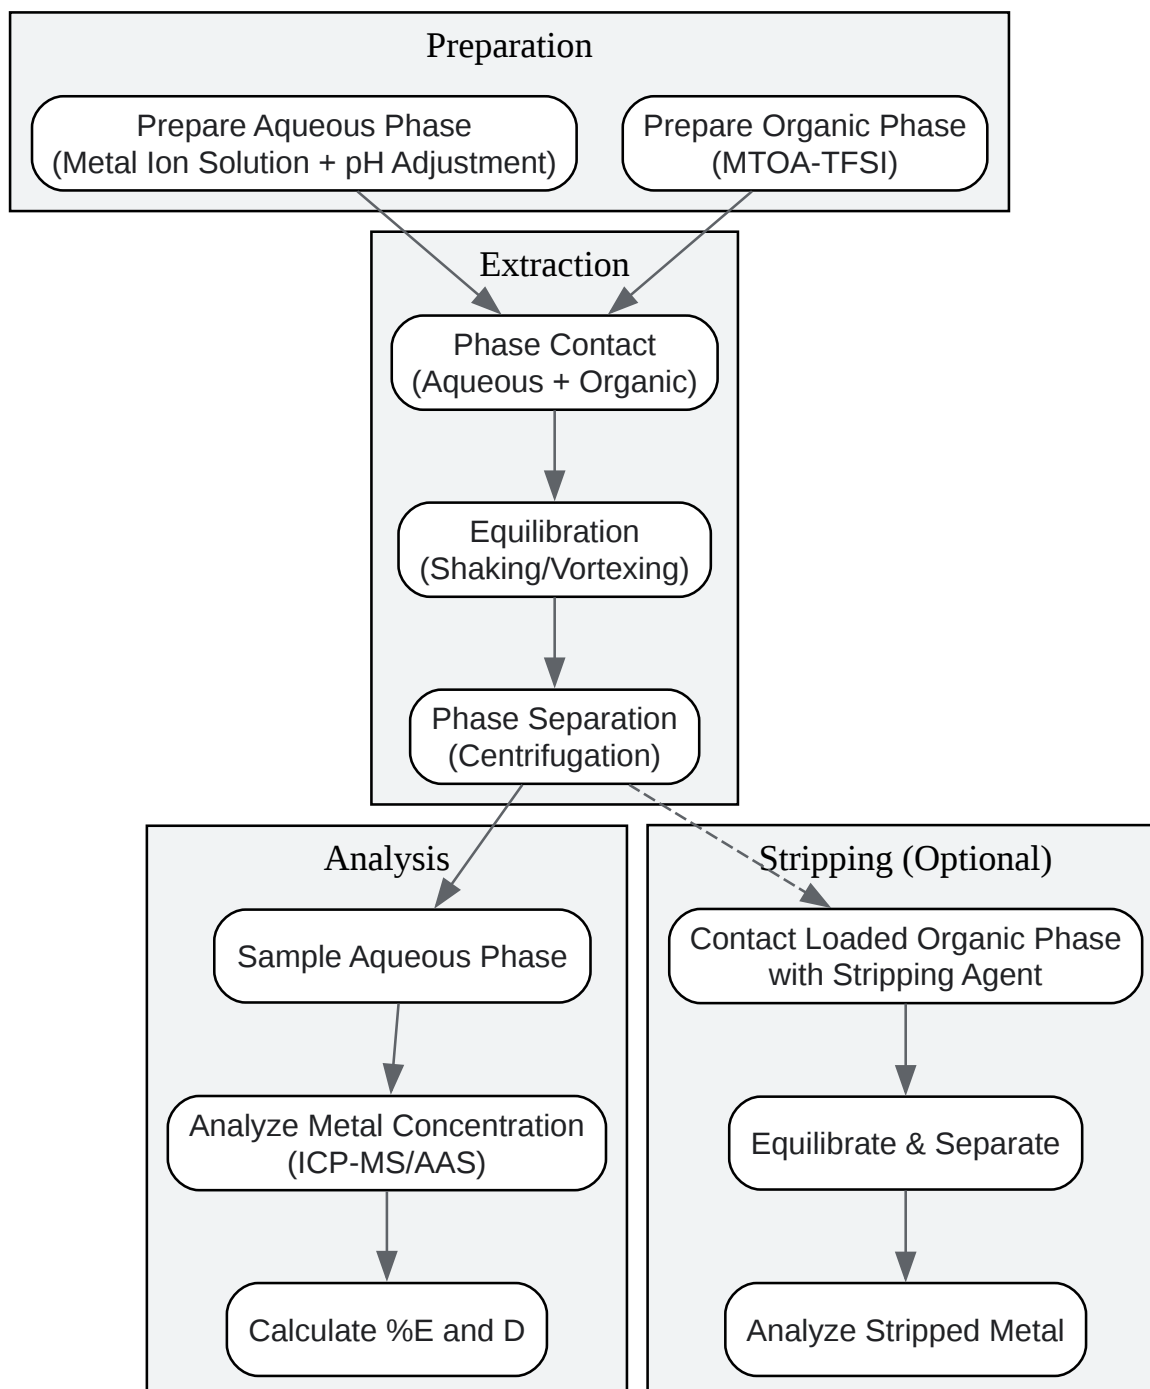 Preparation
Prepare Aqueous Phase
(Metal Ion Solution + pH Adjustment)
Prepare Organic Phase
(MTOA-TFSI)
Extraction
Phase Contact
(Aqueous + Organic)
Equilibration
(Shaking/Vortexing)
Phase Separation
(Centrifugation)
Analysis
Sample Aqueous Phase
Analyze Metal Concentration
(ICP-MS/AAS)
Calculate %E and D
Stripping (Optional)
Contact Loaded Organic Phase
with Stripping Agent
Equilibrate & Separate
Analyze Stripped Metal